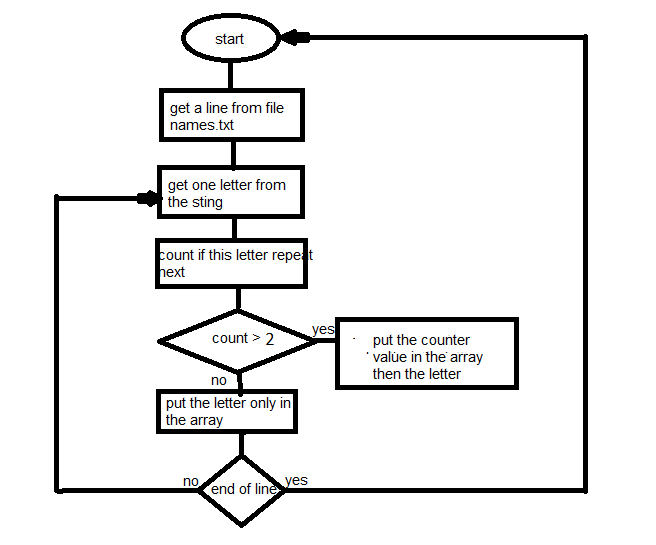 start
get a line from file
names.txt
get one letter from
the sting
count if this letter repeat
next
count > 2
yes
put the counter
value in the array
then the letter
no
put the letter only in
the array
no
end of line
yes